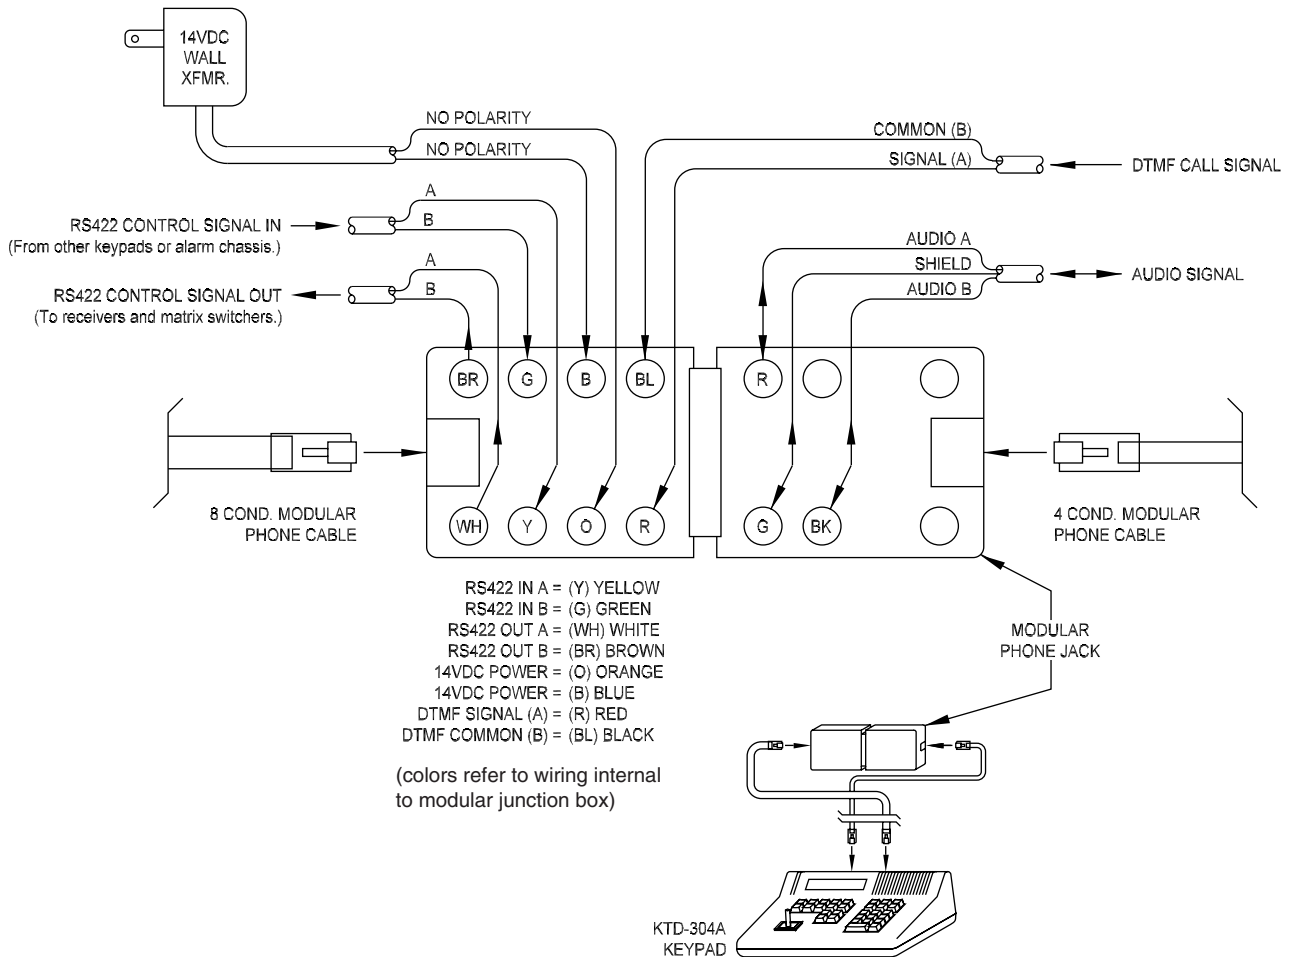 14VDC
WALL
XFMR.
NO POLARITY
NO POLARITY
COMMON (B)
SIGNAL (A)
DTMF CALL SIGNAL
A
B
RS422 CONTROL SIGNAL IN
(From other keypads or alarm chassis.)
A
B
RS422 CONTROL SIGNAL OUT
(To receivers and matrix switchers.)
AUDIO A
SHIELD
AUDIO B
AUDIO SIGNAL
BR
G
B
BL
R
WH
Y
O
R
G
BK
8 COND. MODULAR
PHONE CABLE
4 COND. MODULAR
PHONE CABLE
RS422 IN A = (Y) YELLOW
RS422 IN B = (G) GREEN
RS422 OUT A = (WH) WHITE
RS422 OUT B = (BR) BROWN
14VDC POWER = (O) ORANGE
14VDC POWER = (B) BLUE
DTMF SIGNAL (A) = (R) RED
DTMF COMMON (B) = (BL) BLACK
(colors refer to wiring internal
to modular junction box)
MODULAR
PHONE JACK
KTD-304A
KEYPAD